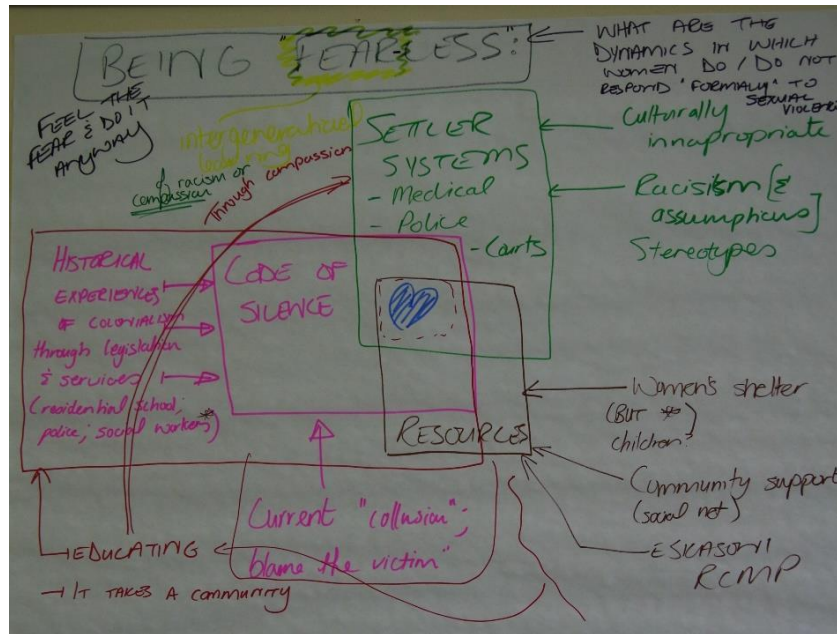 BEING "FEARLESS":
WHAT ARE THE
DYNAMICS IN WHICH
WOMEN DO / DO NOT
RESPOND "FORMALLY" TO
SEXUAL
VIOLENCE
FEEL THE
FEAR & DO IT
ANYWAY
intergenerational
learning
of racism or
compassion
Through compassion
SETTLER
SYSTEMS
- Medical
- Police
- Courts
Culturally
innapropriate
Racisism [&
assumptions]
Stereotypes
HISTORICAL
EXPERIENCES
OF COLONIALISM
through legislation
& services
(residential school;
police; social workers*)
CODE OF
SILENCE
RESOURCES
Women's shelter
(BUT **)
children?
Community support
(social net)
ESKASONI
RCMP
Current "collusion";
blame the victim"
EDUCATING
IT TAKES A COMMUNITY